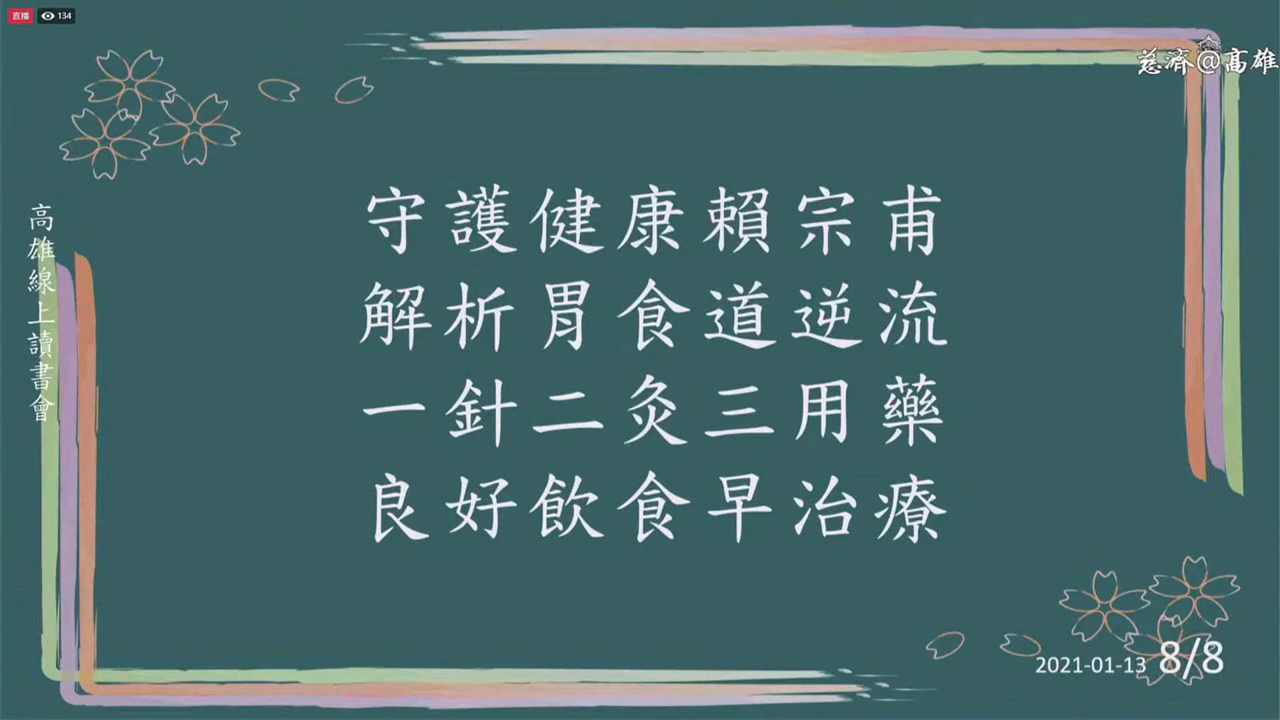 直播 134
慈濟@高雄
高雄線上讀書會
守護健康賴宗甫
解析胃食道逆流
一針二灸三用藥
良好飲食早治療
2021-01-13 8/8